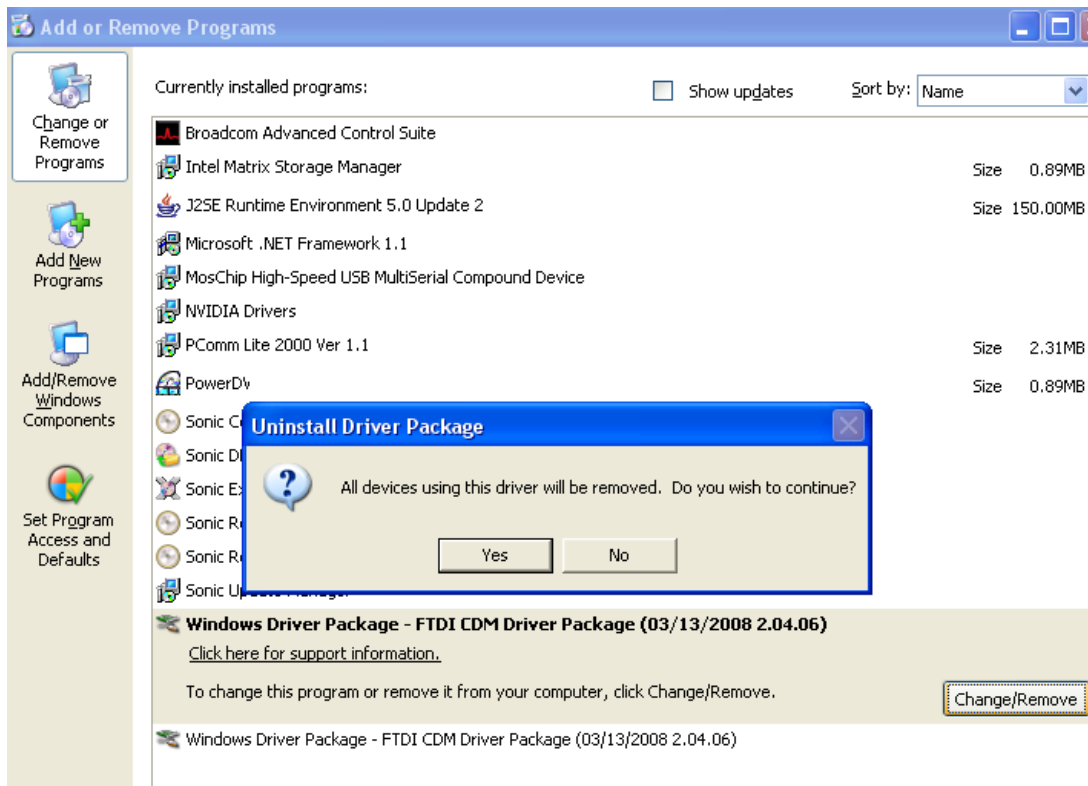 Add or Remove Programs
Change or
Remove
Programs
Add New
Programs
Add/Remove
Windows
Components
Set Program
Access and
Defaults
Currently installed programs:
Show updates
Sort by: Name
Broadcom Advanced Control Suite
Intel Matrix Storage Manager Size 0.89MB
J2SE Runtime Environment 5.0 Update 2 Size 150.00MB
Microsoft .NET Framework 1.1
MosChip High-Speed USB MultiSerial Compound Device
NVIDIA Drivers
PComm Lite 2000 Ver 1.1 Size 2.31MB
PowerDV Size 0.89MB
Sonic
Sonic
Sonic
Sonic
Sonic
Sonic
Uninstall Driver Package
All devices using this driver will be removed. Do you wish to continue?
Yes No
Windows Driver Package - FTDI CDM Driver Package (03/13/2008 2.04.06)
Click here for support information.
To change this program or remove it from your computer, click Change/Remove.
Change/Remove
Windows Driver Package - FTDI CDM Driver Package (03/13/2008 2.04.06)